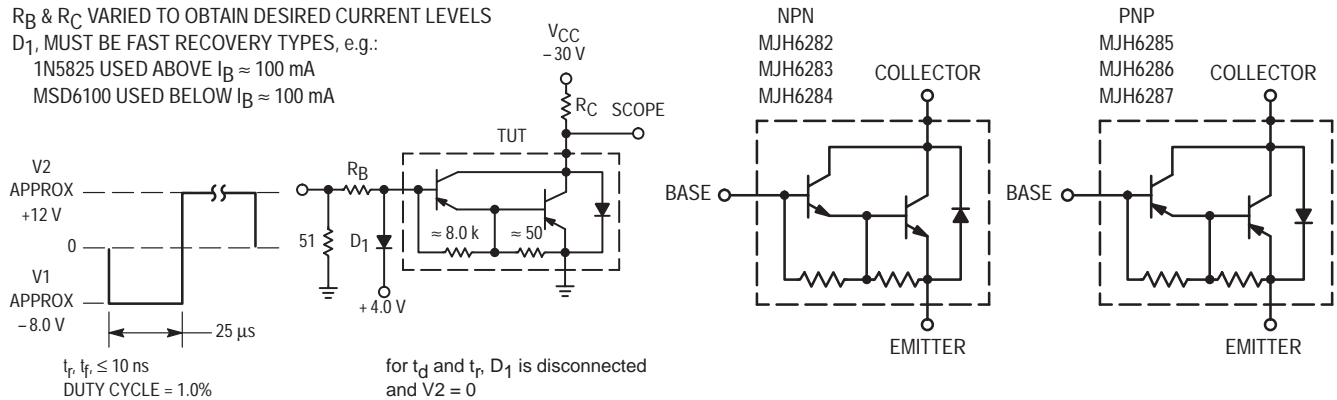 RB & RC VARIED TO OBTAIN DESIRED CURRENT LEVELS
D1, MUST BE FAST RECOVERY TYPES, e.g.:
1N5825 USED ABOVE IB ≈ 100 mA
MSD6100 USED BELOW IB ≈ 100 mA
V2
APPROX
+12 V
0
V1
APPROX
–8.0 V
25 μs
tr, tf, ≤ 10 ns
DUTY CYCLE = 1.0%
VCC
–30 V
RC
SCOPE
TUT
RB
51
D1
≈ 8.0 k
≈ 50
+4.0 V
for td and tr, D1 is disconnected
and V2 = 0
NPN
MJH6282
MJH6283
MJH6284
COLLECTOR
BASE
EMITTER
PNP
MJH6285
MJH6286
MJH6287
COLLECTOR
BASE
EMITTER